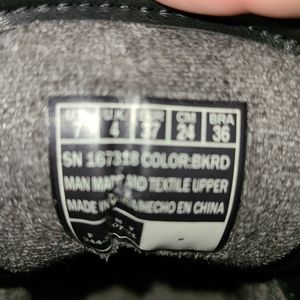 EUR CM BRA
7 4 37 24 36
SN 167318 COLOR:BKRD
MAN MADE AND TEXTILE UPPER
MADE IN CHINA/HECHO EN CHINA